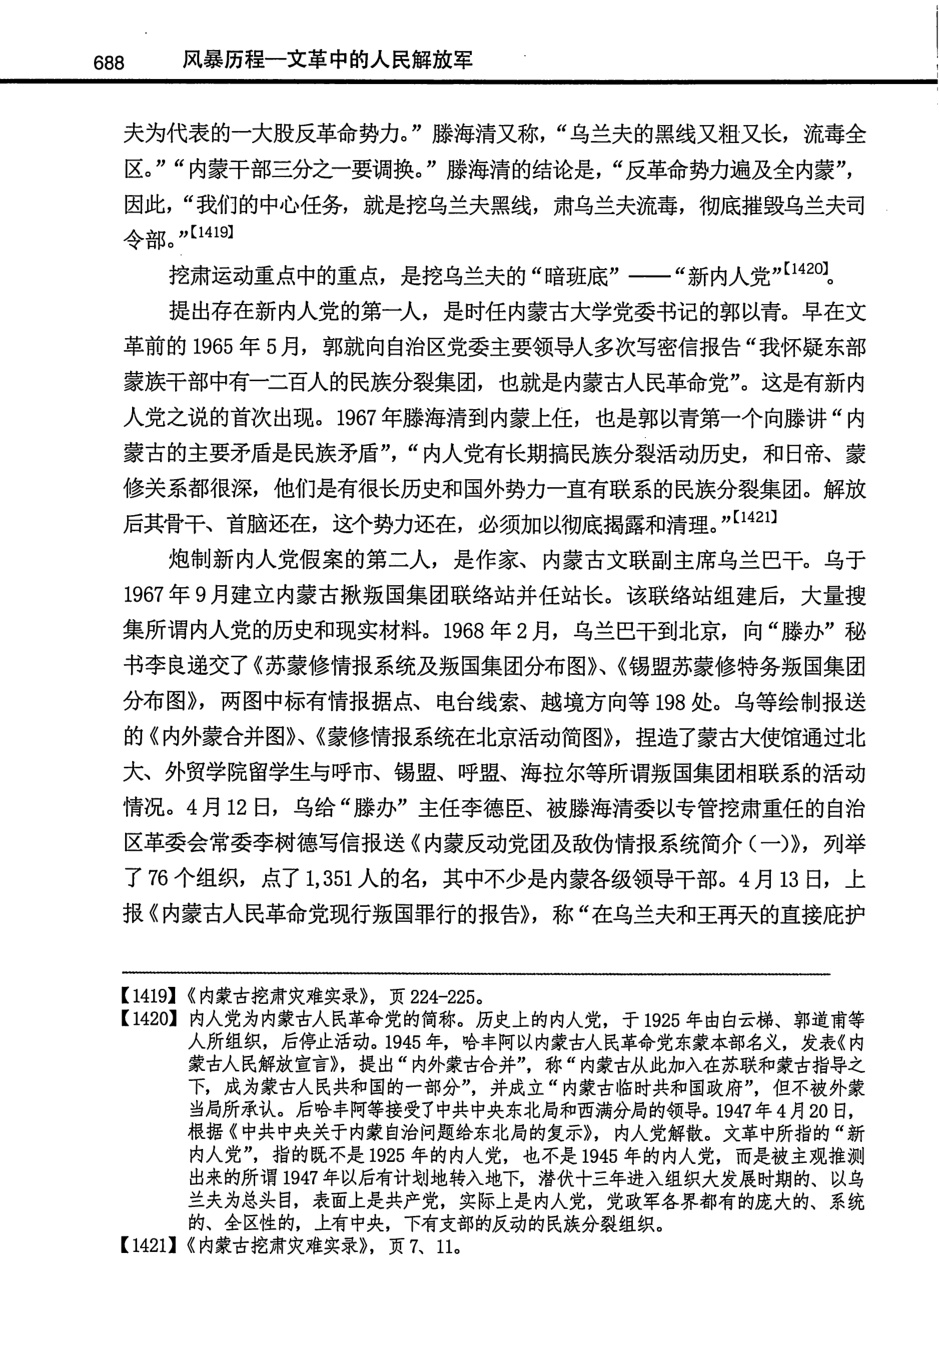 688 风暴历程—文革中的人民解放军
夫为代表的一大股反革命势力。”滕海清又称，“乌兰夫的黑线又粗又长，流毒全
区。”“内蒙干部三分之一要调换。”滕海清的结论是，“反革命势力遍及全内蒙”，
因此，“我们的中心任务，就是挖乌兰夫黑线，肃乌兰夫流毒，彻底摧毁乌兰夫司
令部。”【1419】
挖肃运动重点中的重点，是挖乌兰夫的“暗班底”——“新内人党”【1420】。
提出存在新内人党的第一人，是时任内蒙古大学党委书记的郭以青。早在文
革前的 1965 年 5 月，郭就向自治区党委主要领导人多次写密信报告“我怀疑东部
蒙族干部中有一二百人的民族分裂集团，也就是内蒙古人民革命党”。这是有新内
人党之说的首次出现。1967 年滕海清到内蒙上任，也是郭以青第一个向滕讲“内
蒙古的主要矛盾是民族矛盾”，“内人党有长期搞民族分裂活动历史，和日帝、蒙
修关系都很深，他们是有很长历史和国外势力一直有联系的民族分裂集团。解放
后其骨干、首脑还在，这个势力还在，必须加以彻底揭露和清理。”【1421】
炮制新内人党假案的第二人，是作家、内蒙古文联副主席乌兰巴干。乌于
1967 年 9 月建立内蒙古揪叛国集团联络站并任站长。该联络站组建后，大量搜
集所谓内人党的历史和现实材料。1968 年 2 月，乌兰巴干到北京，向“滕办”秘
书李良递交了《苏蒙修情报系统及叛国集团分布图》、《锡盟苏蒙修特务叛国集团
分布图》，两图中标有情报据点、电台线索、越境方向等 198 处。乌等绘制报送
的《内外蒙合并图》、《蒙修情报系统在北京活动简图》，捏造了蒙古大使馆通过北
大、外贸学院留学生与呼市、锡盟、呼盟、海拉尔等所谓叛国集团相联系的活动
情况。4 月 12 日，乌给“滕办”主任李德臣、被滕海清委以专管挖肃重任的自治
区革委会常委李树德写信报送《内蒙反动党团及敌伪情报系统简介（一）》，列举
了 76 个组织，点了 1,351 人的名，其中不少是内蒙各级领导干部。4 月 13 日，上
报《内蒙古人民革命党现行叛国罪行的报告》，称“在乌兰夫和王再天的直接庇护
【1419】《内蒙古挖肃灾难实录》，页 224-225。
【1420】内人党为内蒙古人民革命党的简称。历史上的内人党，于 1925 年由白云梯、郭道甫等
人所组织，后停止活动。1945 年，哈丰阿以内蒙古人民革命党东蒙本部名义，发表《内
蒙古人民解放宣言》，提出“内外蒙古合并”，称“内蒙古从此加入在苏联和蒙古指导之
下，成为蒙古人民共和国的一部分”，并成立“内蒙古临时共和国政府”，但不被外蒙
当局所承认。后哈丰阿等接受了中共中央东北局和西满分局的领导。1947 年 4 月 20 日，
根据《中共中央关于内蒙自治问题给东北局的复示》，内人党解散。文革中所指的“新
内人党”，指的既不是 1925 年的内人党，也不是 1945 年的内人党，而是被主观推测
出来的所谓 1947 年以后有计划地转入地下，潜伏十三年进入组织大发展时期的、以乌
兰夫为总头目，表面上是共产党，实际上是内人党，党政军各界都有的庞大的、系统
的、全区性的，上有中央，下有支部的反动的民族分裂组织。
【1421】《内蒙古挖肃灾难实录》，页 7、11。